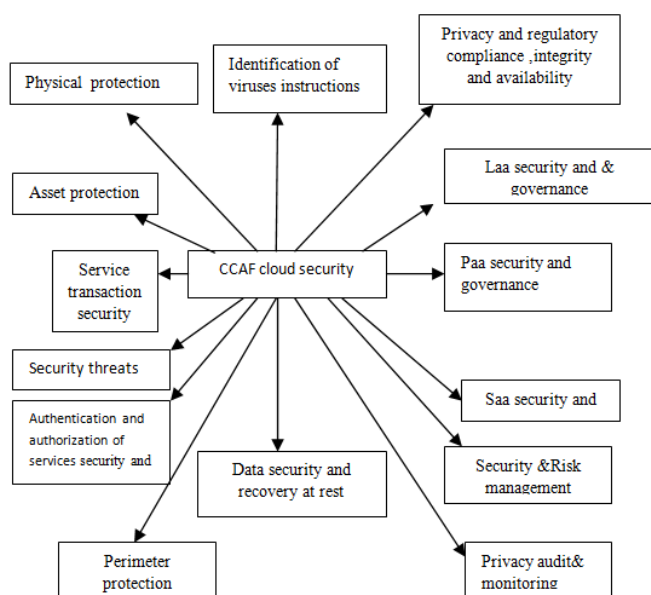 Privacy and regulatory
compliance ,integrity
and availability
Identification of
viruses instructions
Physical protection
Laa security and &
governance
Asset protection
CCAF cloud security
Service
transaction
security
Paa security and
governance
Security threats
Saa security and
Authentication and
authorization of
services security and
Data security and
recovery at rest
Security &Risk
management
Perimeter
protection
Privacy audit&
monitoring